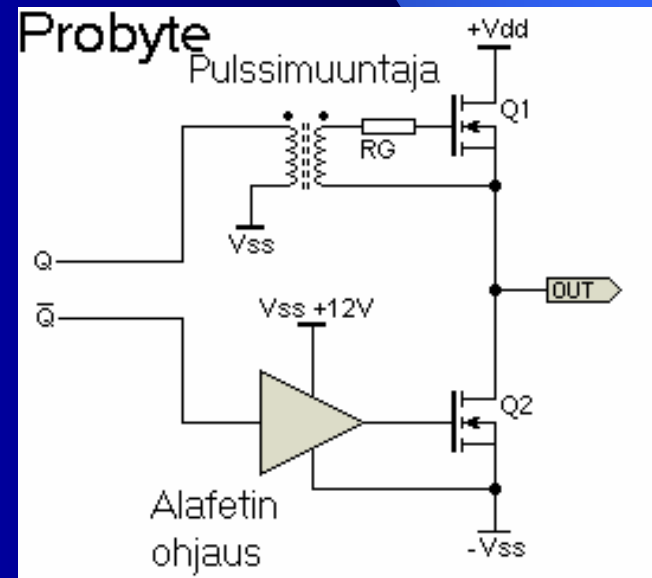 Probyte
+Vdd
Pulssimuuntaja
Q1
RG
Vss
Q
Q̅
Vss +12V
OUT
Q2
Alafetin
ohjaus
-Vss